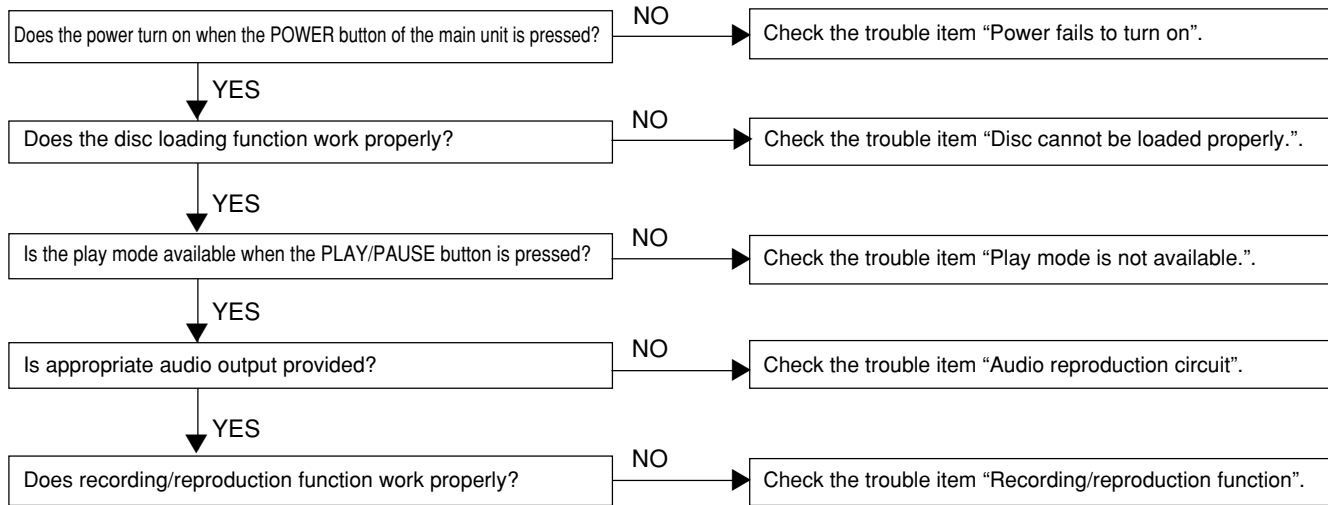 Does the power turn on when the POWER button of the main unit is pressed?
NO
Check the trouble item “Power fails to turn on”.
YES
Does the disc loading function work properly?
NO
Check the trouble item “Disc cannot be loaded properly.”.
YES
Is the play mode available when the PLAY/PAUSE button is pressed?
NO
Check the trouble item “Play mode is not available.”.
YES
Is appropriate audio output provided?
NO
Check the trouble item “Audio reproduction circuit”.
YES
Does recording/reproduction function work properly?
NO
Check the trouble item “Recording/reproduction function”.